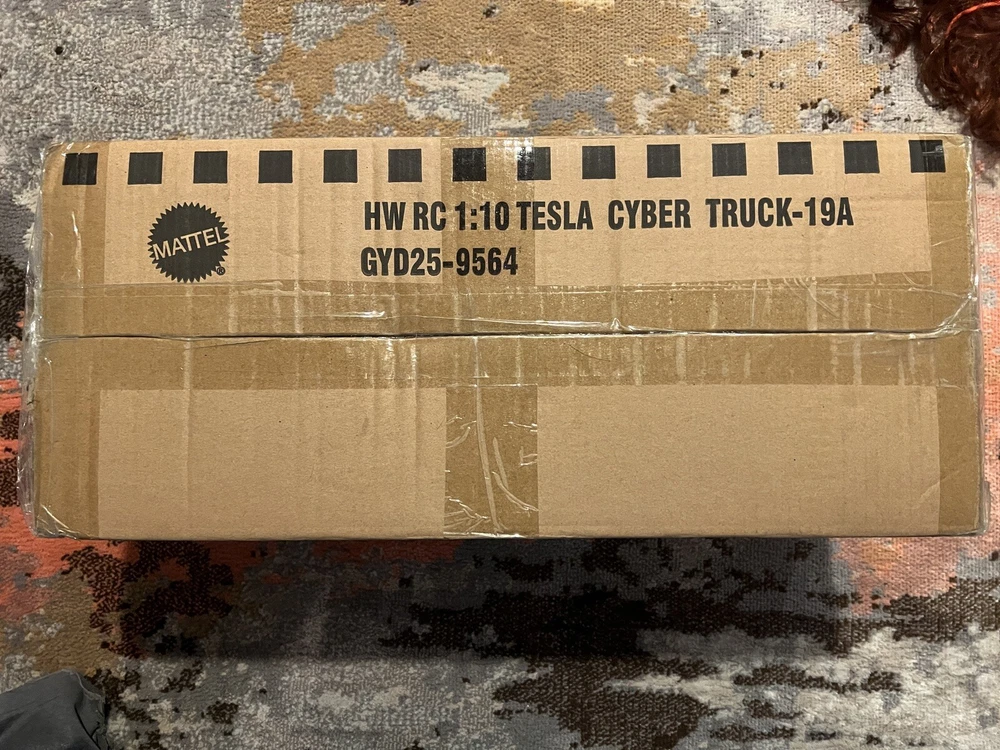 MATTEL®
HW RC 1:10 TESLA CYBER TRUCK-19A
GYD25-9564